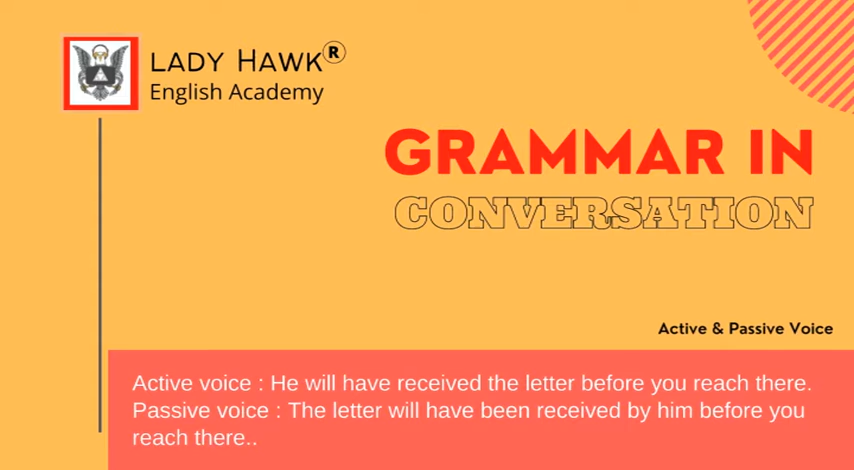 LADY HAWK®
English Academy
GRAMMAR IN
CONVERSATION
Active & Passive Voice
Active voice : He will have received the letter before you reach there.
Passive voice : The letter will have been received by him before you
reach there..